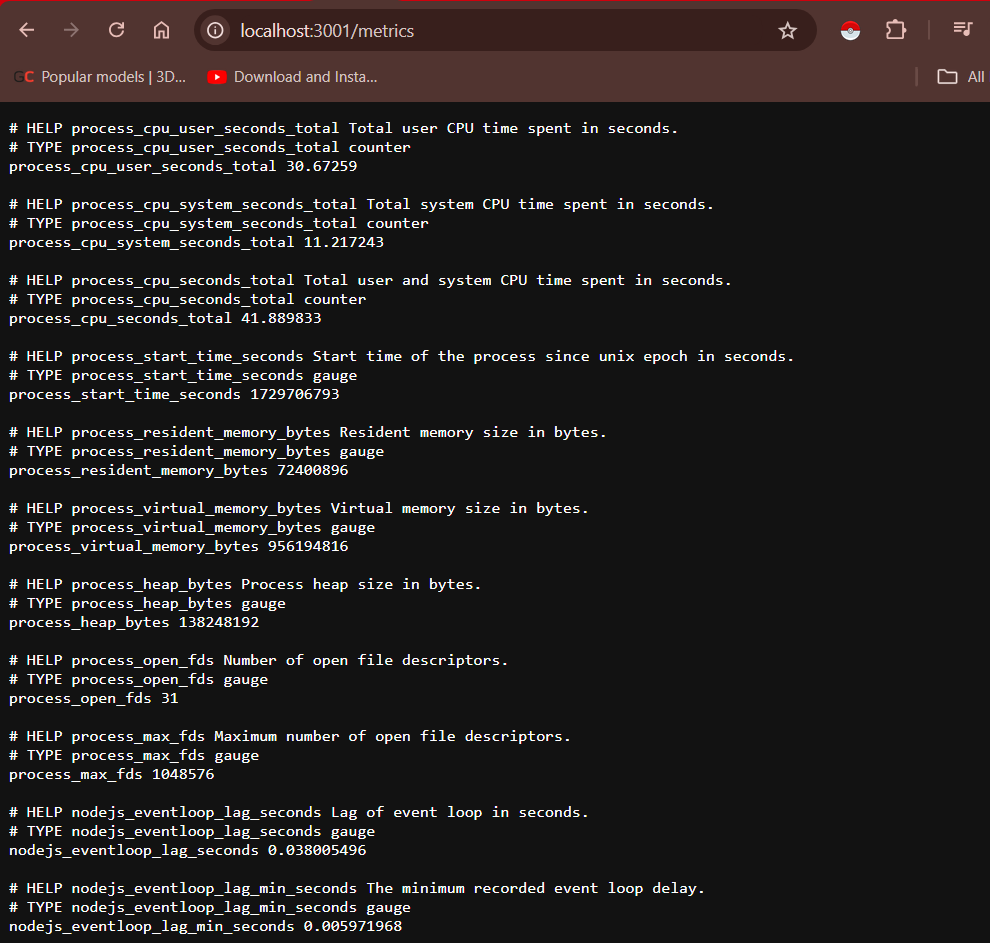 localhost:3001/metrics
GC Popular models | 3D...
Download and Insta...
All
# HELP process_cpu_user_seconds_total Total user CPU time spent in seconds.
# TYPE process_cpu_user_seconds_total counter
process_cpu_user_seconds_total 30.67259
# HELP process_cpu_system_seconds_total Total system CPU time spent in seconds.
# TYPE process_cpu_system_seconds_total counter
process_cpu_system_seconds_total 11.217243
# HELP process_cpu_seconds_total Total user and system CPU time spent in seconds.
# TYPE process_cpu_seconds_total counter
process_cpu_seconds_total 41.889833
# HELP process_start_time_seconds Start time of the process since unix epoch in seconds.
# TYPE process_start_time_seconds gauge
process_start_time_seconds 1729706793
# HELP process_resident_memory_bytes Resident memory size in bytes.
# TYPE process_resident_memory_bytes gauge
process_resident_memory_bytes 72400896
# HELP process_virtual_memory_bytes Virtual memory size in bytes.
# TYPE process_virtual_memory_bytes gauge
process_virtual_memory_bytes 956194816
# HELP process_heap_bytes Process heap size in bytes.
# TYPE process_heap_bytes gauge
process_heap_bytes 138248192
# HELP process_open_fds Number of open file descriptors.
# TYPE process_open_fds gauge
process_open_fds 31
# HELP process_max_fds Maximum number of open file descriptors.
# TYPE process_max_fds gauge
process_max_fds 1048576
# HELP nodejs_eventloop_lag_seconds Lag of event loop in seconds.
# TYPE nodejs_eventloop_lag_seconds gauge
nodejs_eventloop_lag_seconds 0.038005496
# HELP nodejs_eventloop_lag_min_seconds The minimum recorded event loop delay.
# TYPE nodejs_eventloop_lag_min_seconds gauge
nodejs_eventloop_lag_min_seconds 0.005971968